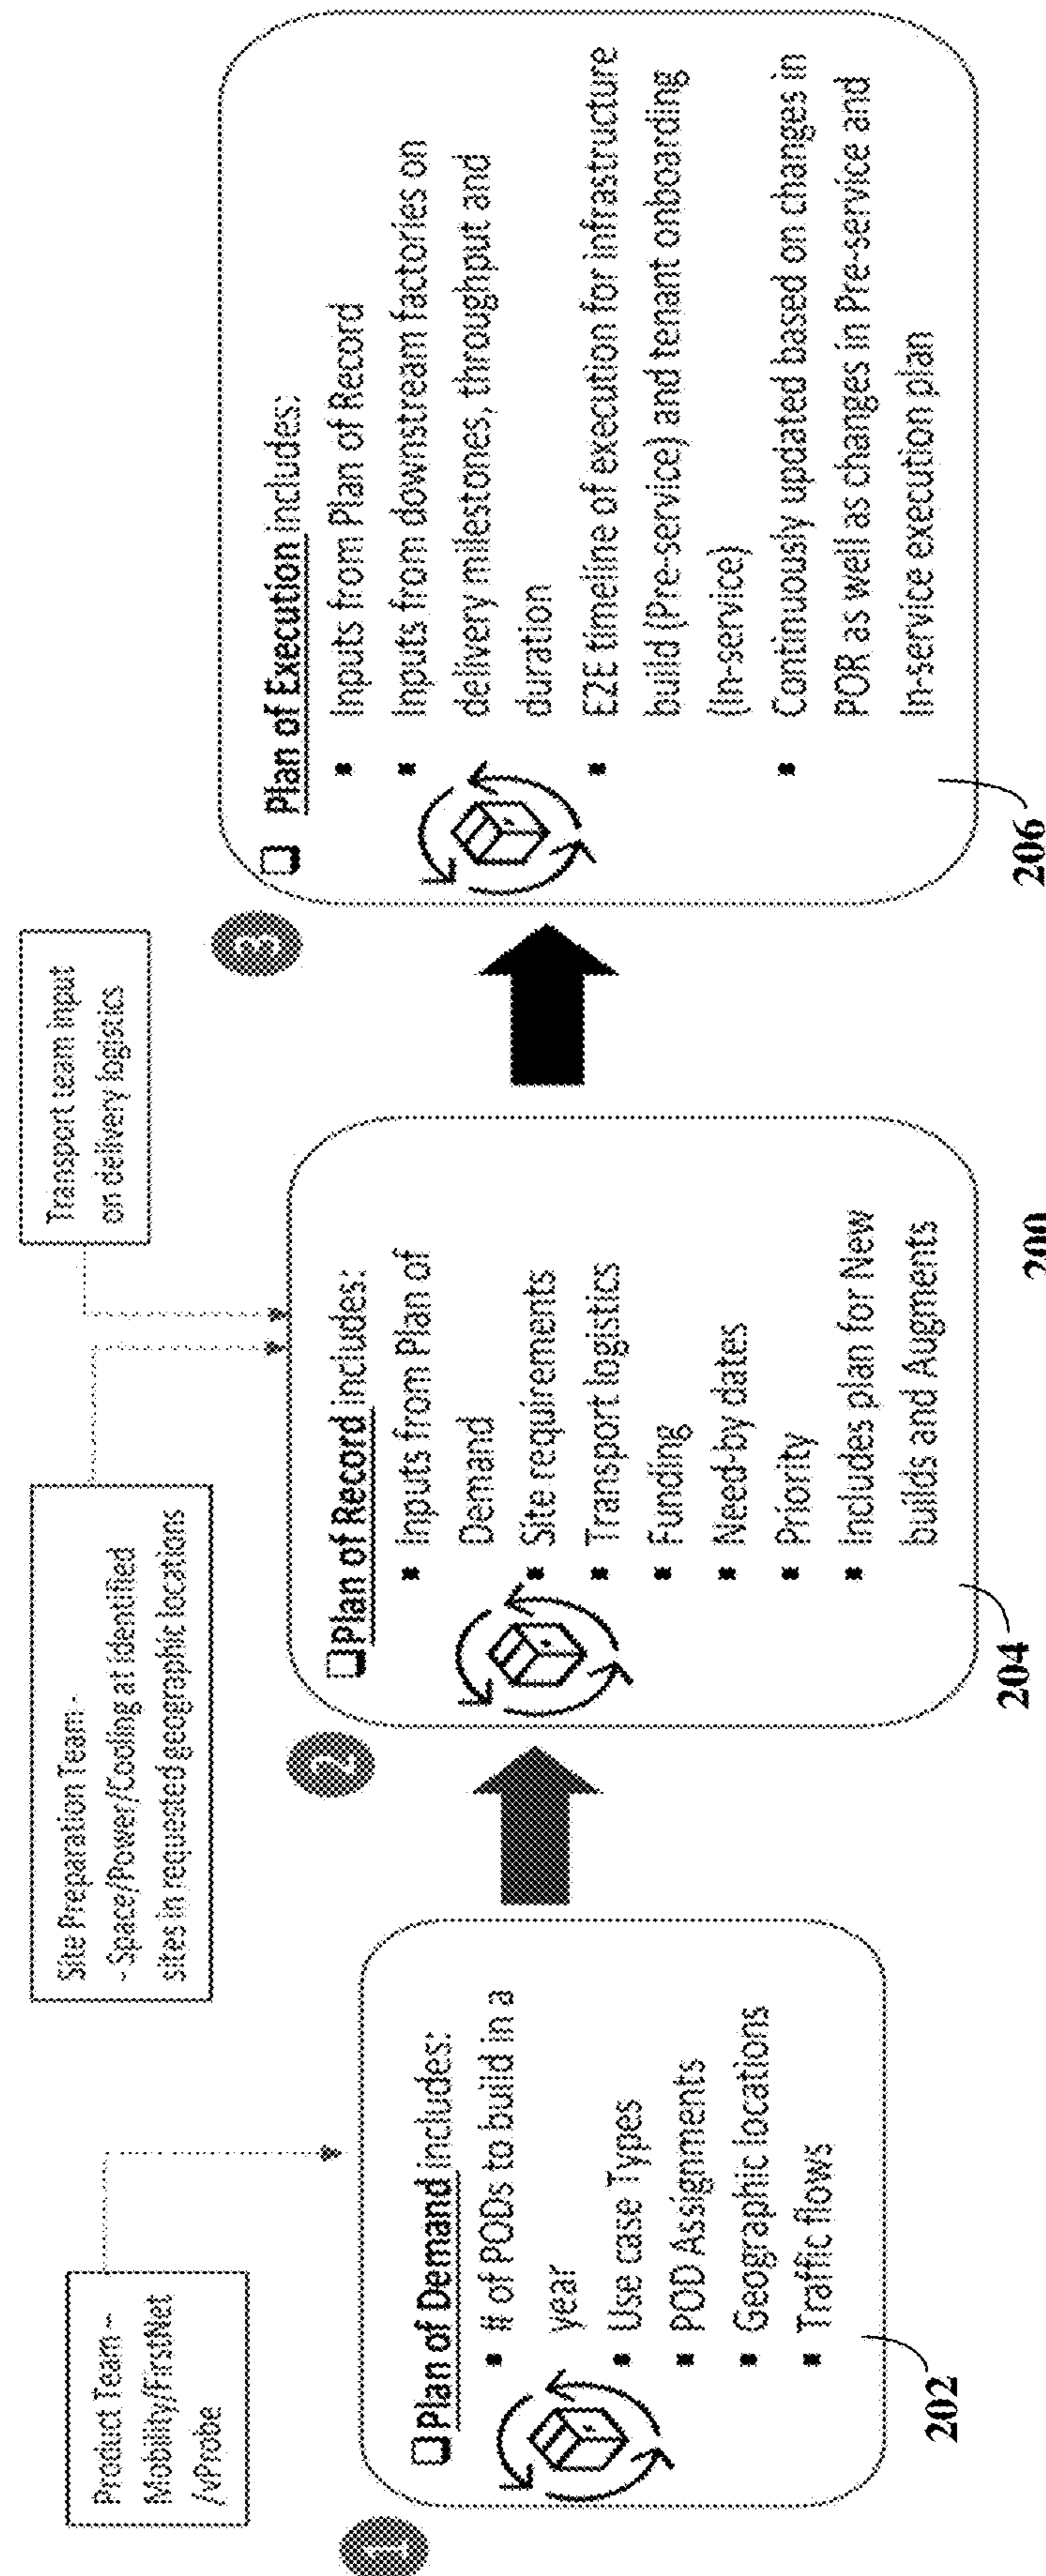 Product Team –
Mobility/FirstNet
/vProbe
Site Preparation Team -
- Space/Power/Cooling at identified
sites in requested geographic locations
Transport team input
on delivery logistics
1
Plan of Demand includes:
# of PODs to build in a
year
Use case Types
POD Assignments
Geographic locations
Traffic flows
202
2
Plan of Record includes:
Inputs from Plan of
Demand
Site requirements
Transport logistics
Funding
Need-by dates
Priority
Includes plan for New
builds and Augments
204
3
Plan of Execution includes:
Inputs from Plan of Record
Inputs from downstream factories on
delivery milestones, throughput and
duration
E2E timeline of execution for infrastructure
build (Pre-service) and tenant onboarding
(In-service)
Continuously updated based on changes in
POR as well as changes in Pre-service and
In-service execution plan
206
200